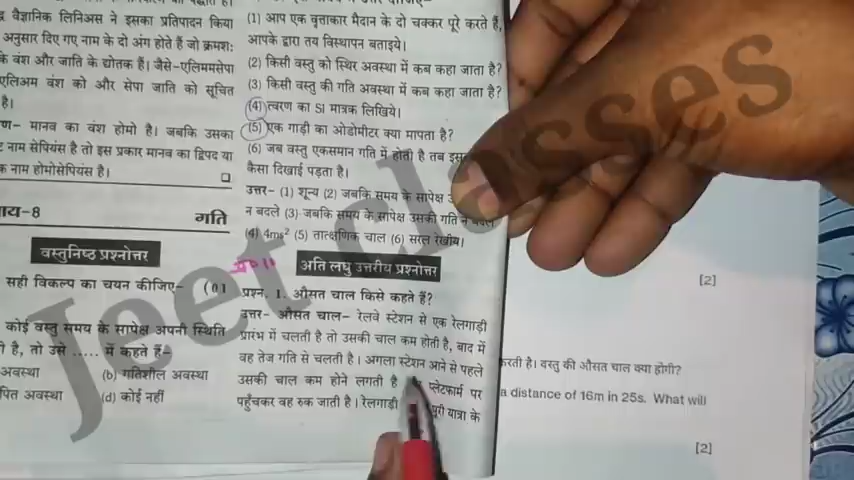 वैज्ञानिक लिनिअस ने इसका प्रतिपादन किया
अनुसार दिए गए नाम के दो अंग होते हैं जो क्रमशः
के वंश और जाति के द्योतक हैं। जैसे-एलिममसेपा
एलिअम वंश को और सेपा जाति को सूचित
है।
ण- मानव का वंश होमो है। जबकि उसका
नाम सेपियंस है तो इस प्रकार मानव का द्विपद या
क नाम होमोसेपियंस है।
याय-8 गति
वस्तुनिष्ठ प्रश्नोत्तर
सही विकल्प का चयन कीजिए- (01
कोई वस्तु समय के सापेक्ष अपनी स्थिति
है, तो उसे ..... में कहते हैं-
अवस्था (b) गतिशील अवस्था
पित अवस्था (d) कोई नहीं
(1) आप एक वृत्ताकार मैदान के दो चक्कर पूरे करते हैं,
आपके द्वारा तय विस्थापन बताइये।
(2) किसी वस्तु को स्थिर अवस्था में कब कहा जाता है?
(3) किसी वस्तु की गति अवस्था में कब कहा जाता है?
(4) त्वरण का SI मात्रक लिखिये।
(5) एक गाड़ी का ओडोमीटर क्या मापता है?
(6) जब वस्तु एकसमान गति में होती है तब
कैसा दिखाई पड़ता है।
उत्तर- (1) शून्य (2) जबकि समय के सापेक्ष
न बदले (3) जबकि समय के सापेक्ष उसकी गति न बदले
(4) 4ms² (5) तात्क्षणिक चाल (6) सरल रेखीय।
अति लघु उत्तरीय प्रश्नोत्तर
प्रश्न. 1. औसत चाल किसे कहते हैं?
उत्तर- औसत चाल- रेलवे स्टेशन से एक रेलगाड़ी
प्रारंभ में चलती है तो उसकी चाल कम होती है, बाद में
वह तेज गति से चलती है। अगला स्टेशन आने से पहले
उसकी चाल कम होने लगती है प्लेटफार्म पर
पहुँचकर वह रुक जाती है। रेलगाड़ी पूरी यात्रा के
[2]
करती है। वस्तु की औसत चाल क्या होगी?
a distance of 16m in 25s. What will
[2]
Jeet classes